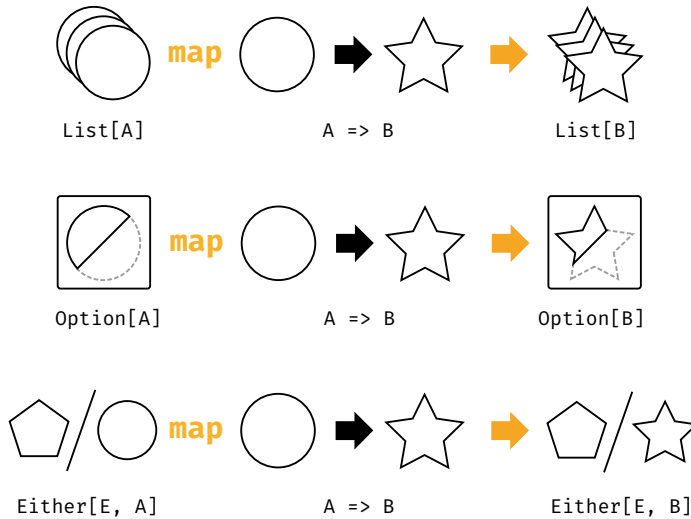 map
List[A] A => B List[B]
map
Option[A] A => B Option[B]
map
Either[E, A] A => B Either[E, B]